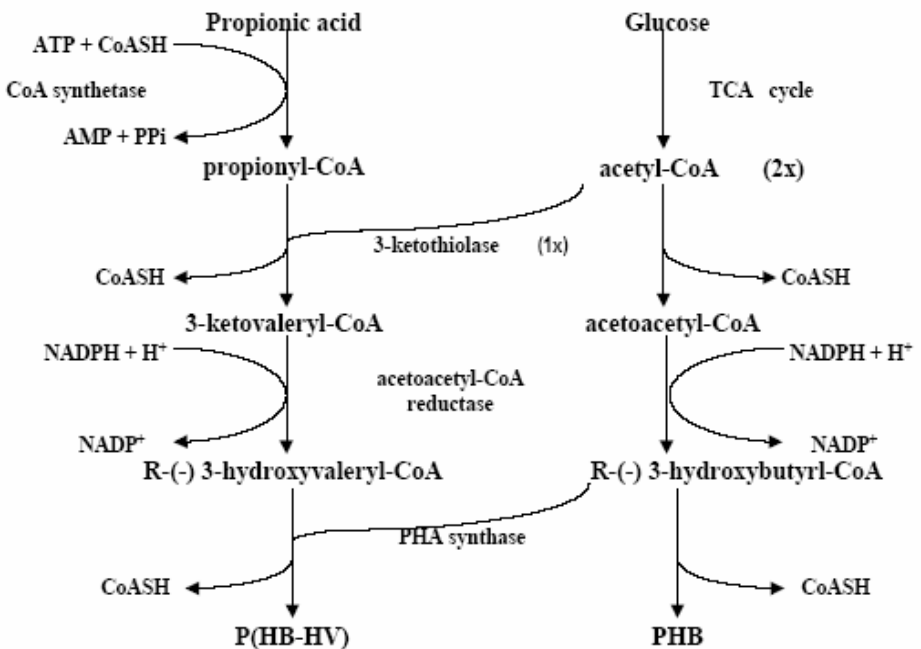 Propionic acid Glucose
ATP + CoASH
CoA synthetase TCA cycle
AMP + PPi
propionyl-CoA acetyl-CoA (2x)
3-ketothiolase (1x)
CoASH CoASH
3-ketovaleryl-CoA acetoacetyl-CoA
NADPH + H⁺ NADPH + H⁺
acetoacetyl-CoA
reductase
NADP⁺ NADP⁺
R-(-) 3-hydroxyvaleryl-CoA R-(-) 3-hydroxybutyrl-CoA
PHA synthase
CoASH CoASH
P(HB-HV) PHB